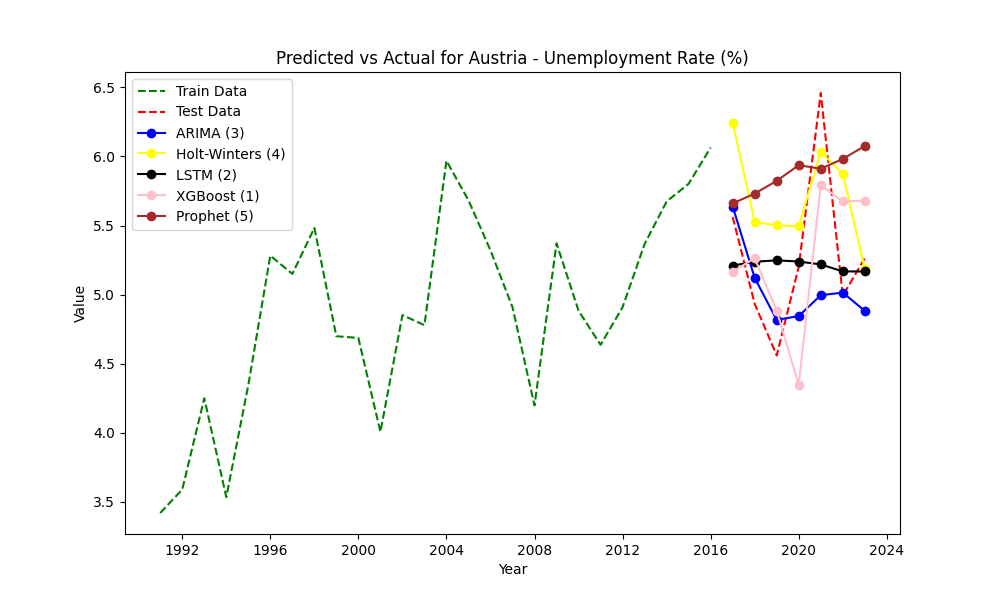 Predicted vs Actual for Austria - Unemployment Rate (%)
Train Data
Test Data
ARIMA (3)
Holt-Winters (4)
LSTM (2)
XGBoost (1)
Prophet (5)
Value
6.5
6.0
5.5
5.0
4.5
4.0
3.5
1992 1996 2000 2004 2008 2012 2016 2020 2024
Year